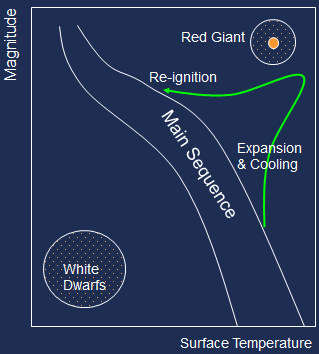 Magnitude
Red Giant
Re-ignition
Main Sequence
Expansion
& Cooling
White
Dwarfs
Surface Temperature